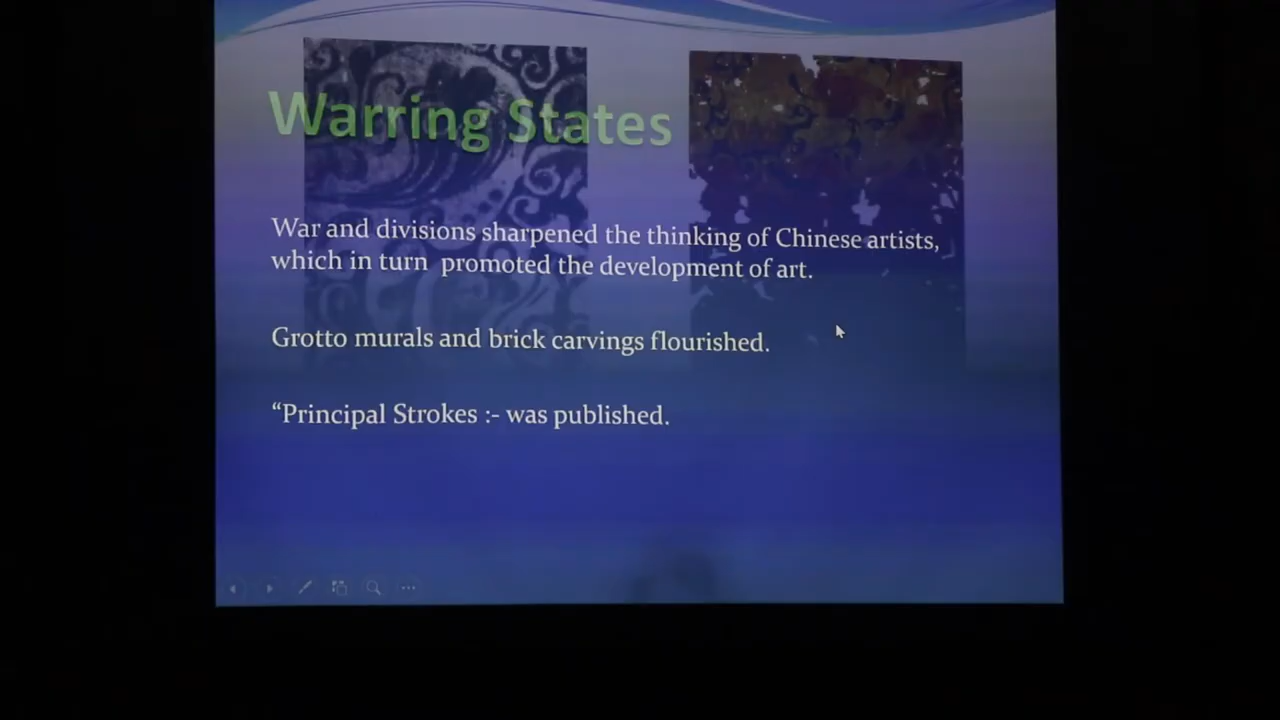 Warring States
War and divisions sharpened the thinking of Chinese artists,
which in turn  promoted the development of art.
Grotto murals and brick carvings flourished.
“Principal Strokes :- was published.